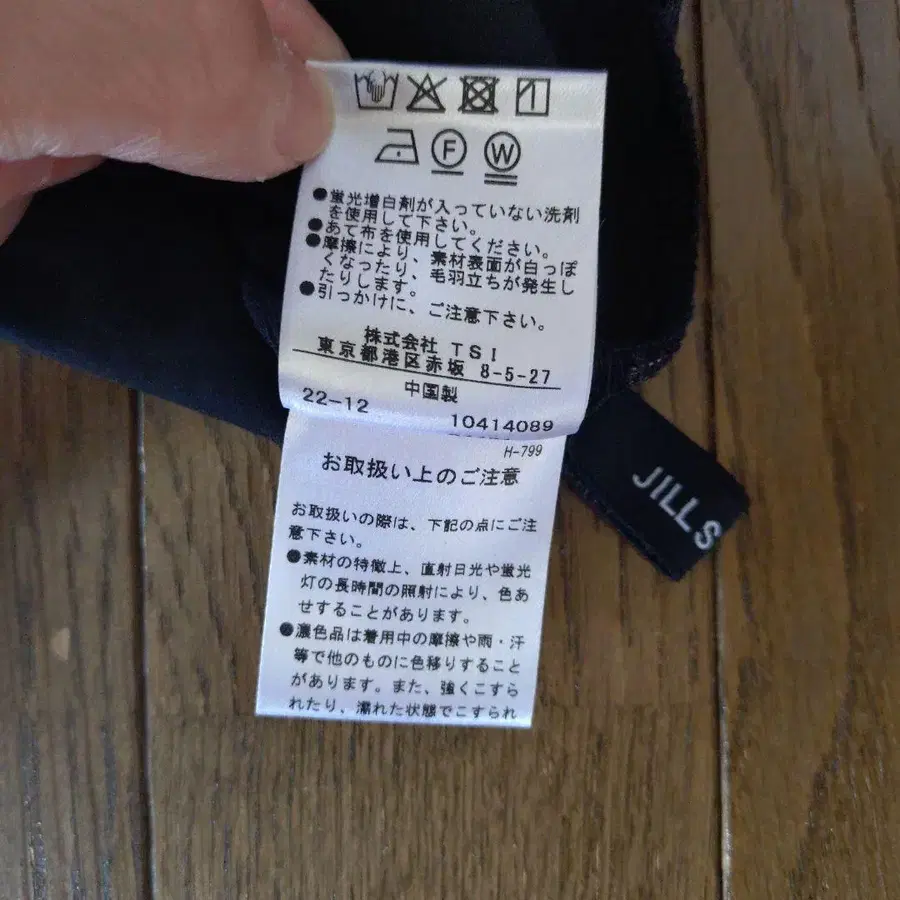 F W
●蛍光増白剤が入っていない洗剤
を使用して下さい。
●あて布を使用してください。
●摩擦により、素材表面が白っぽ
くなったり、毛羽立ちが発生し
たりします。
●引っかけに、ご注意下さい。
株式会社 TSI
東京都港区赤坂 8-5-27
中国製
22-12 10414089
H-799
お取扱い上のご注意
お取扱いの際は、下記の点にご注
意下さい。
●素材の特徴上、直射日光や蛍光
灯の長時間の照射により、色あ
せすることがあります。
●濃色品は着用中の摩擦や雨・汗
等で他のものに色移りすること
があります。また、強くこすら
れたり、濡れた状態でこすられ
JILL S